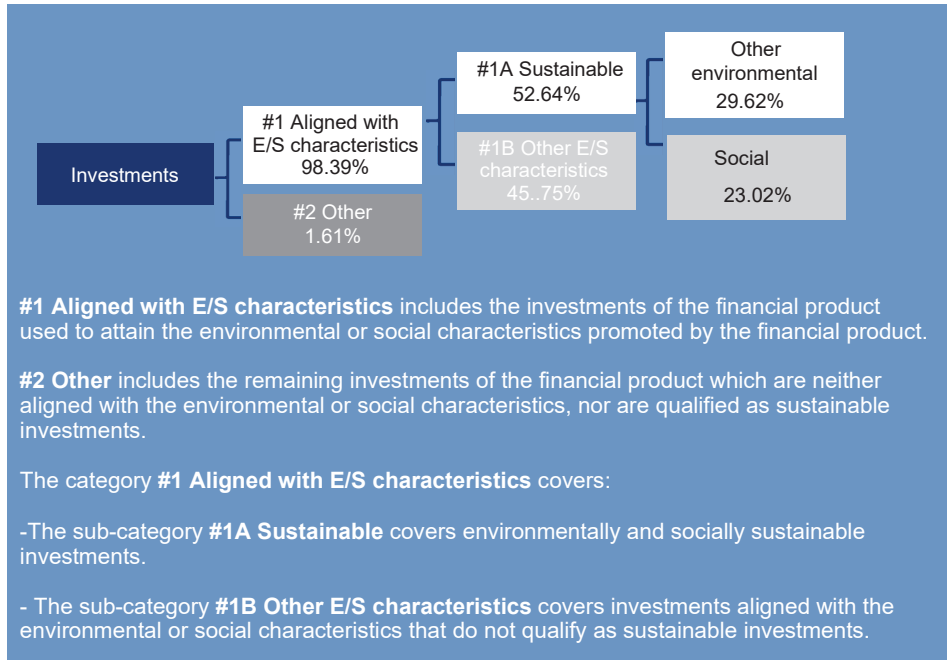 Investments
#1 Aligned with
E/S characteristics
98.39%
#2 Other
1.61%
#1A Sustainable
52.64%
#1B Other E/S
characteristics
45..75%
Other
environmental
29.62%
Social
23.02%
#1 Aligned with E/S characteristics includes the investments of the financial product
used to attain the environmental or social characteristics promoted by the financial product.
#2 Other includes the remaining investments of the financial product which are neither
aligned with the environmental or social characteristics, nor are qualified as sustainable
investments.
The category #1 Aligned with E/S characteristics covers:
-The sub-category #1A Sustainable covers environmentally and socially sustainable
investments.
- The sub-category #1B Other E/S characteristics covers investments aligned with the
environmental or social characteristics that do not qualify as sustainable investments.